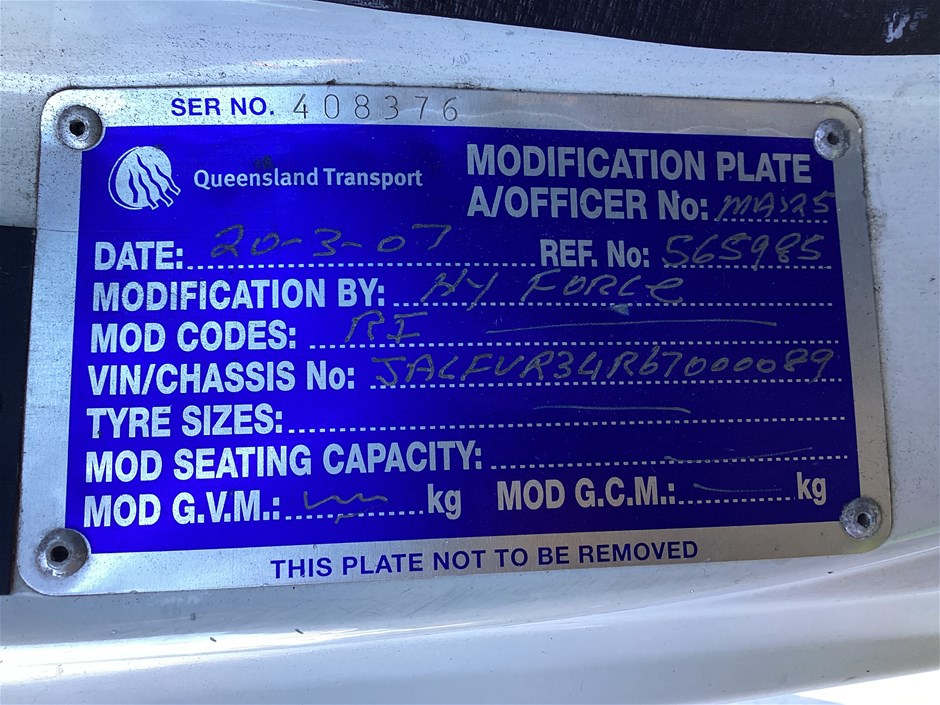 SER NO. 408376
Queensland Transport
MODIFICATION PLATE
A/OFFICER No: MA125
DATE: 20-3-07 REF. No: 565985
MODIFICATION BY: HY FORCE
MOD CODES: RI
VIN/CHASSIS No: JALFVR34R67000089
TYRE SIZES:
MOD SEATING CAPACITY:
MOD G.V.M.: kg MOD G.C.M.: kg
THIS PLATE NOT TO BE REMOVED